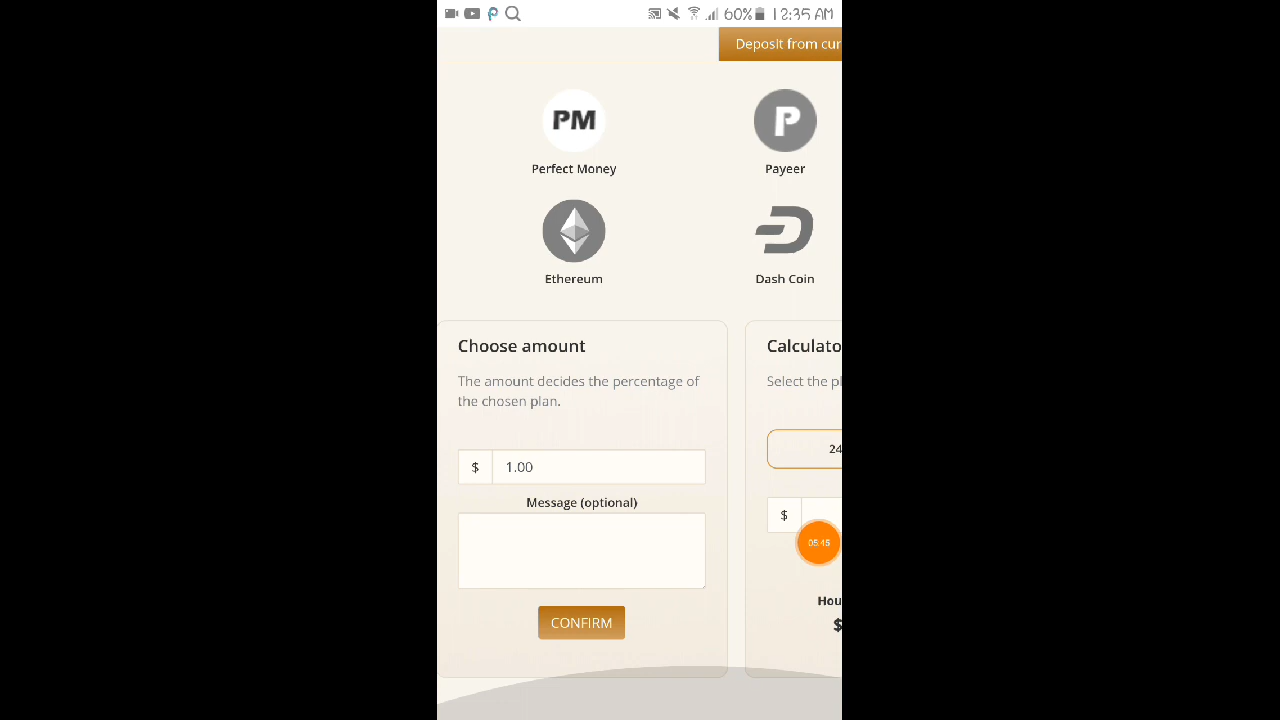 60% 12:35 AM
Deposit from cur
PM
P
Perfect Money
Payeer
Ethereum
Dash Coin
Choose amount
The amount decides the percentage of
the chosen plan.
$ 1.00
Message (optional)
CONFIRM
Calculato
Select the pl
24
$
05:45
Hou
$